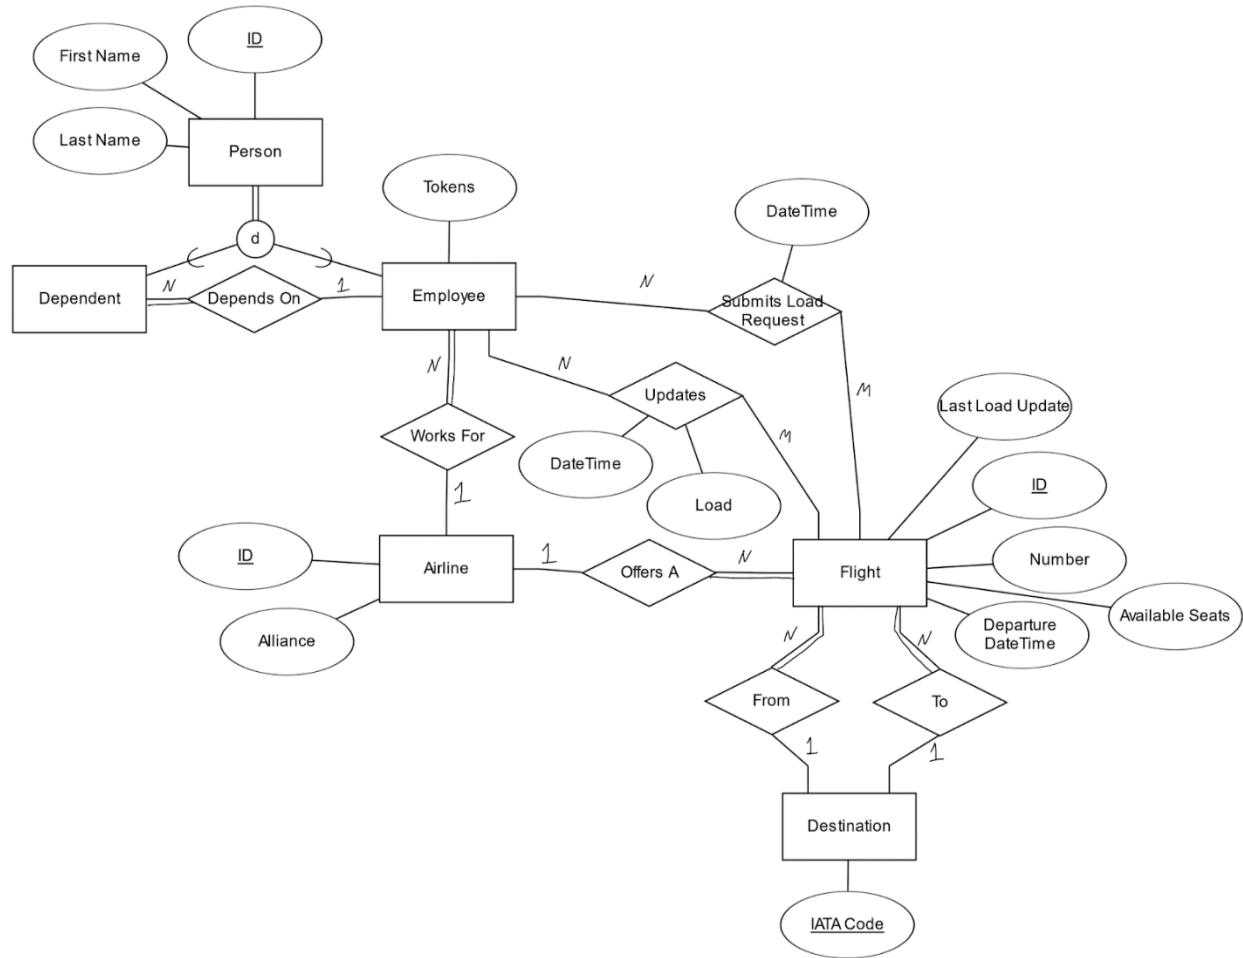 ID
First Name
Last Name
Person
Tokens
DateTime
d
Dependent
N
Depends On
1
Employee
N
Submits Load
Request
N
N
Updates
M
Last Load Update
Works For
M
DateTime
ID
Load
1
ID
Airline
1
Offers A
N
Flight
Number
Available Seats
Alliance
Departure
DateTime
N
N
From
To
1
1
Destination
IATA Code